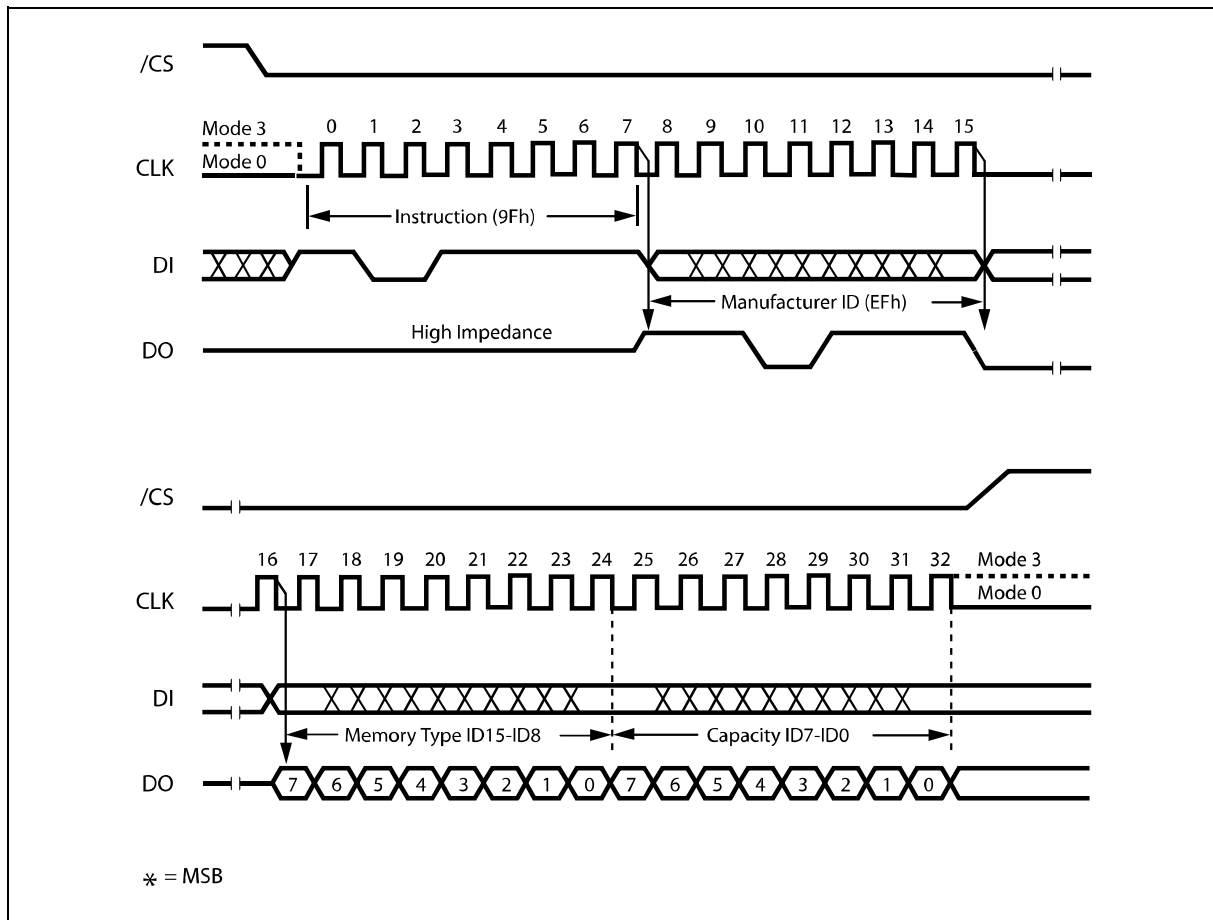 /CS
Mode 3
0 1 2 3 4 5 6 7 8 9 10 11 12 13 14 15
Mode 0
CLK
Instruction (9Fh)
DI
Manufacturer ID (EFh)
High Impedance
DO
/CS
16 17 18 19 20 21 22 23 24 25 26 27 28 29 30 31 32
Mode 3
CLK
Mode 0
DI
Memory Type ID15-ID8
Capacity ID7-ID0
DO
7 6 5 4 3 2 1 0 7 6 5 4 3 2 1 0
* = MSB